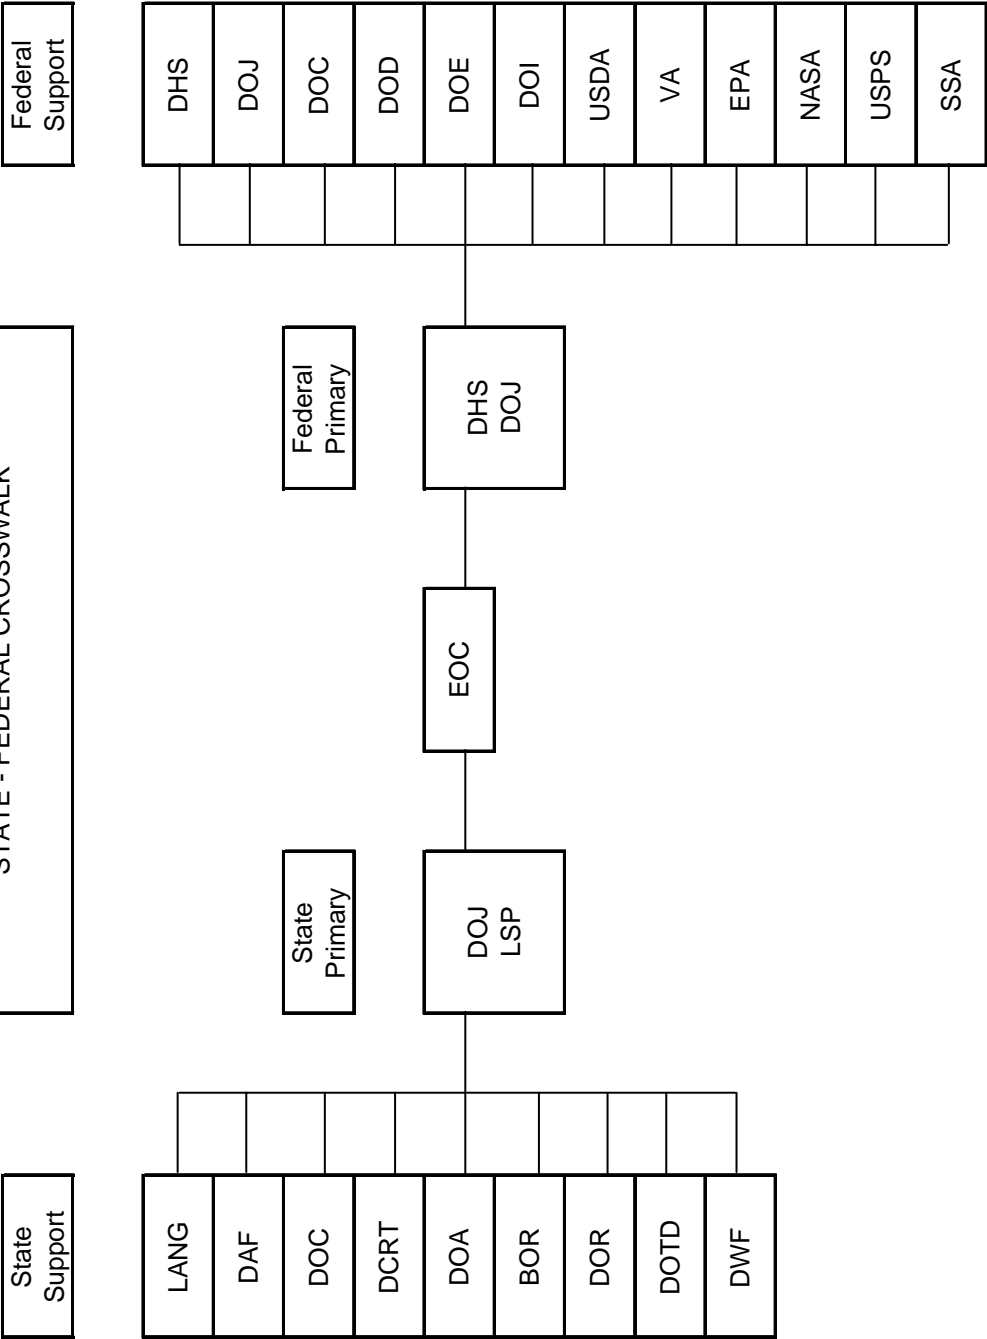 STATE - FEDERAL CROSSWALK
State
Support
Federal
Support
LANG
DAF
DOC
DCRT
DOA
BOR
DOR
DOTD
DWF
State
Primary
DOJ
LSP
EOC
Federal
Primary
DHS
DOJ
DHS
DOJ
DOC
DOD
DOE
DOI
USDA
VA
EPA
NASA
USPS
SSA